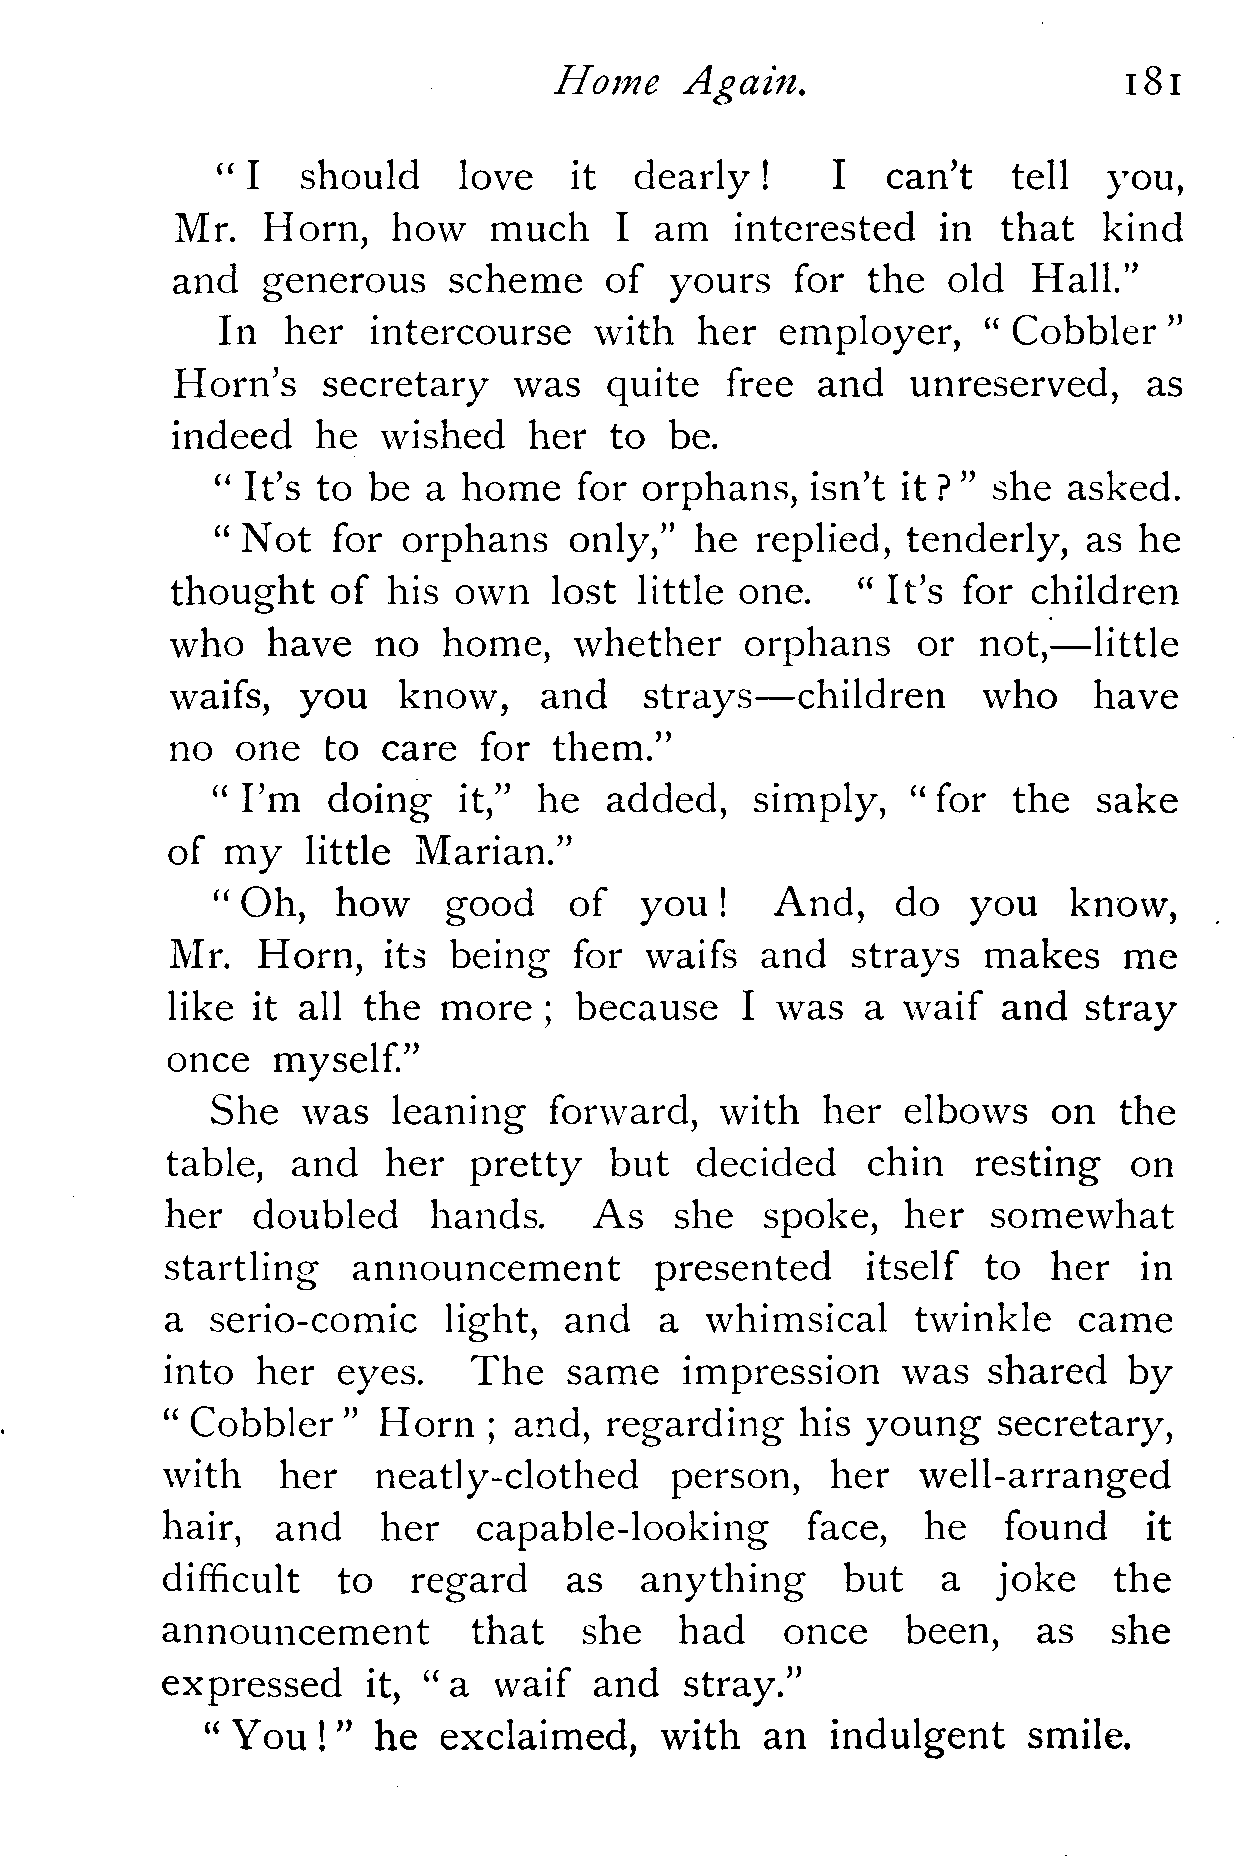 Home Again. 181
" I should love it dearly ! I can't tell you,
Mr. Horn, how much I am interested in that kind
and generous scheme of yours for the old Hall."
In her intercourse with her employer, " Cobbler "
Horn's secretary was quite free and unreserved, as
indeed he wished her to be.
" It's to be a home for orphans, isn't it ? " she asked.
" Not for orphans only," he replied, tenderly, as he
thought of his own lost little one. " It's for children
who have no home, whether orphans or not,—little
waifs, you know, and strays—children who have
no one to care for them."
" I'm doing it," he added, simply, " for the sake
of my little Marian."
" Oh, how good of you ! And, do you know,
Mr. Horn, its being for waifs and strays makes me
like it all the more ; because I was a waif and stray
once myself."
She was leaning forward, with her elbows on the
table, and her pretty but decided chin resting on
her doubled hands. As she spoke, her somewhat
startling announcement presented itself to her in
a serio-comic light, and a whimsical twinkle came
into her eyes. The same impression was shared by
" Cobbler " Horn ; and, regarding his young secretary,
with her neatly-clothed person, her well-arranged
hair, and her capable-looking face, he found it
difficult to regard as anything but a joke the
announcement that she had once been, as she
expressed it, " a waif and stray."
" You ! " he exclaimed, with an indulgent smile.